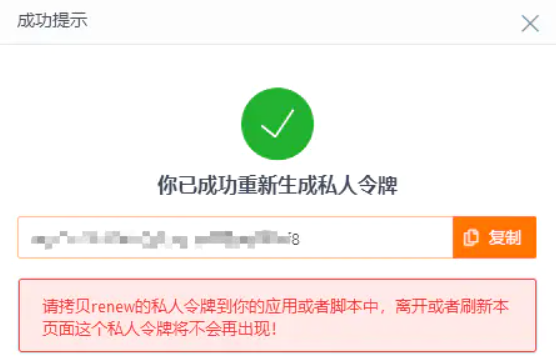 成功提示
你已成功重新生成私人令牌
f8
复制
请拷贝renew的私人令牌到你的应用或者脚本中，离开或者刷新本
页面这个私人令牌将不会再出现！